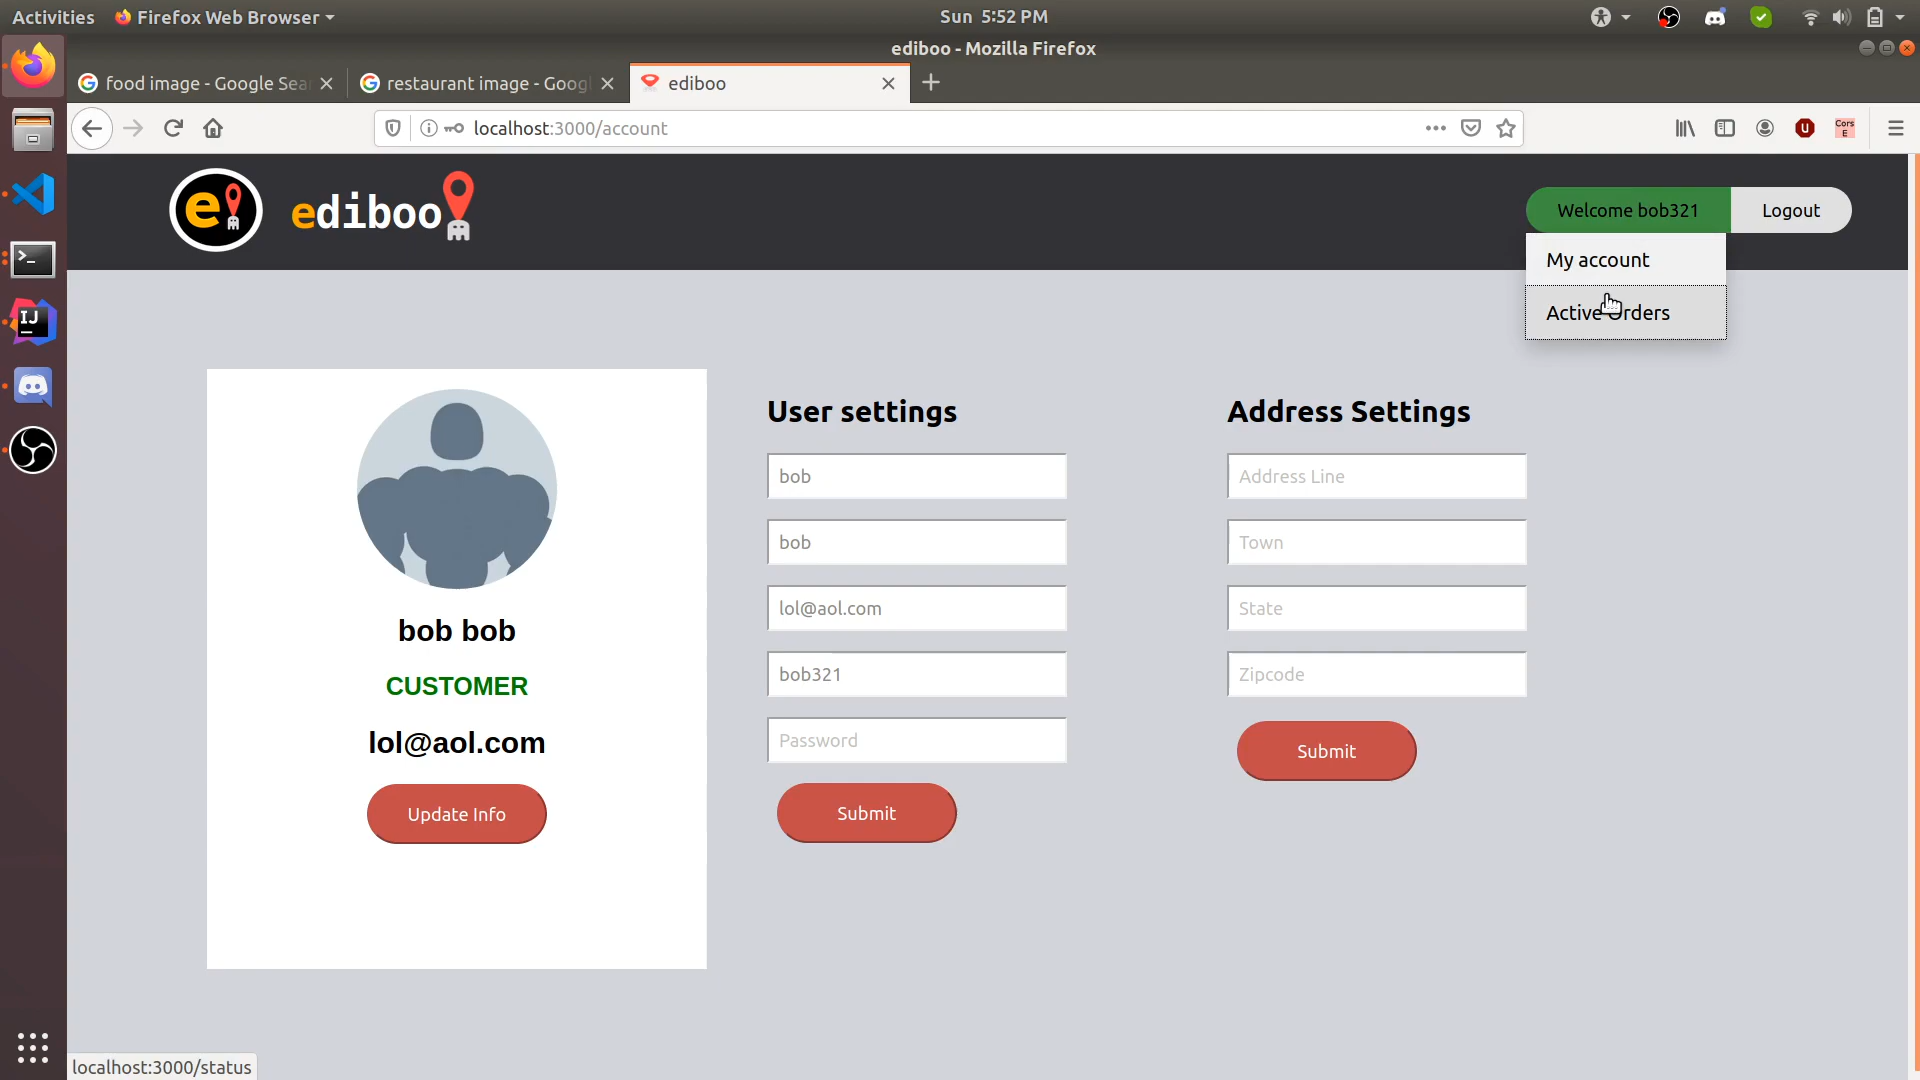 Activities Firefox Web Browser Sun 5:52 PM
ediboo - Mozilla Firefox
food image - Google Sea restaurant image - Googl ediboo
localhost:3000/account
U
Cors
E
e ediboo
Welcome bob321 Logout
My account
Active Orders
User settings Address Settings
bob Address Line
bob Town
lol@aol.com State
bob321 Zipcode
Password
Submit
Submit
bob bob
CUSTOMER
lol@aol.com
Update Info
IJ
localhost:3000/status